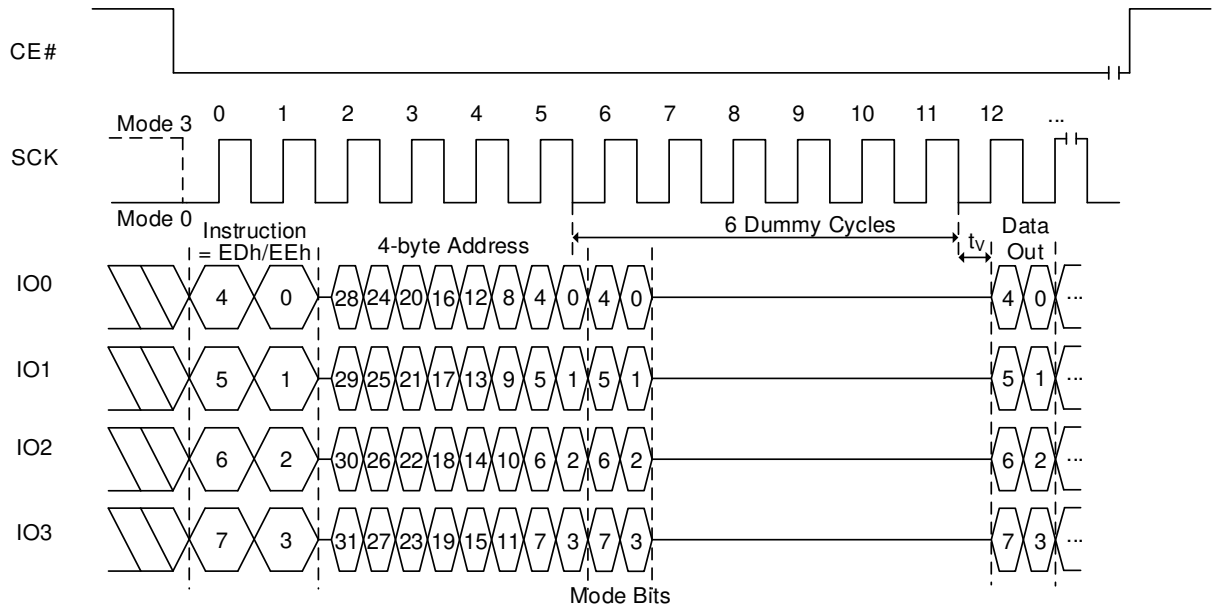 CE#
0 1 2 3 4 5 6 7 8 9 10 11 12 ...
Mode 3
SCK
Mode 0
Instruction
= EDh/EEh
4-byte Address
6 Dummy Cycles
tV
Data
Out
IO0 4 0 28 24 20 16 12 8 4 0 4 0 4 0 ...
IO1 5 1 29 25 21 17 13 9 5 1 5 1 5 1 ...
IO2 6 2 30 26 22 18 14 10 6 2 6 2 6 2 ...
IO3 7 3 31 27 23 19 15 11 7 3 7 3 7 3 ...
Mode Bits